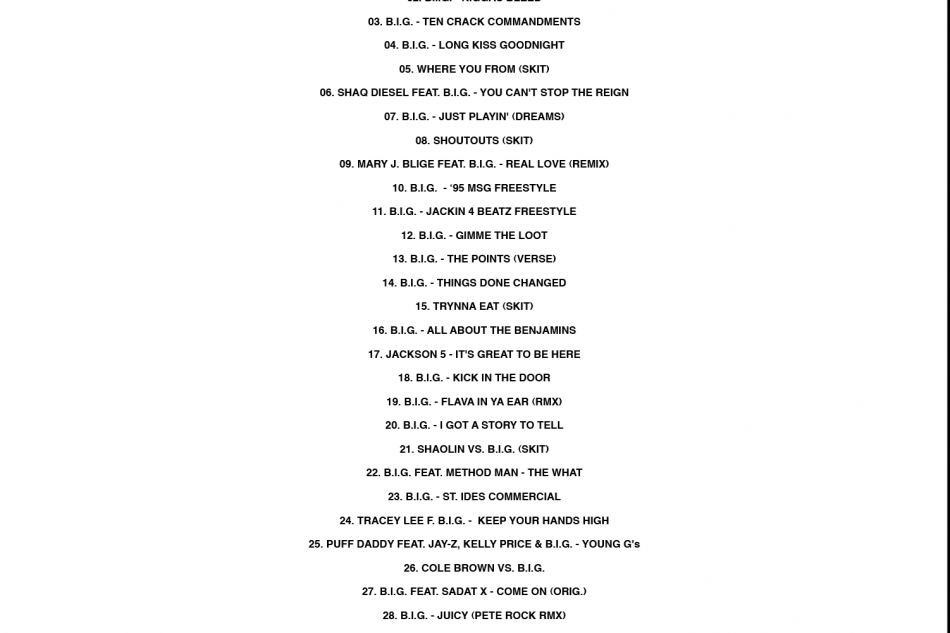 03. B.I.G. - TEN CRACK COMMANDMENTS
04. B.I.G. - LONG KISS GOODNIGHT
05. WHERE YOU FROM (SKIT)
06. SHAQ DIESEL FEAT. B.I.G. - YOU CAN'T STOP THE REIGN
07. B.I.G. - JUST PLAYIN' (DREAMS)
08. SHOUTOUTS (SKIT)
09. MARY J. BLIGE FEAT. B.I.G. - REAL LOVE (REMIX)
10. B.I.G.  - '95 MSG FREESTYLE
11. B.I.G. - JACKIN 4 BEATZ FREESTYLE
12. B.I.G. - GIMME THE LOOT
13. B.I.G. - THE POINTS (VERSE)
14. B.I.G. - THINGS DONE CHANGED
15. TRYNNA EAT (SKIT)
16. B.I.G. - ALL ABOUT THE BENJAMINS
17. JACKSON 5 - IT'S GREAT TO BE HERE
18. B.I.G. - KICK IN THE DOOR
19. B.I.G. - FLAVA IN YA EAR (RMX)
20. B.I.G. - I GOT A STORY TO TELL
21. SHAOLIN VS. B.I.G. (SKIT)
22. B.I.G. FEAT. METHOD MAN - THE WHAT
23. B.I.G. - ST. IDES COMMERCIAL
24. TRACEY LEE F. B.I.G. -  KEEP YOUR HANDS HIGH
25. PUFF DADDY FEAT. JAY-Z, KELLY PRICE & B.I.G. - YOUNG G's
26. COLE BROWN VS. B.I.G.
27. B.I.G. FEAT. SADAT X - COME ON (ORIG.)
28. B.I.G. - JUICY (PETE ROCK RMX)